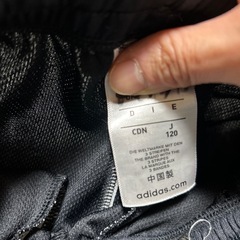 D I E
CDN J
120
DIE WELTMARKE MIT DEN
3 STREIFEN
THE BRAND WITH THE
3 STRIPES
LA MARQUE AUX
3 BANDES
中国製
adidas.com